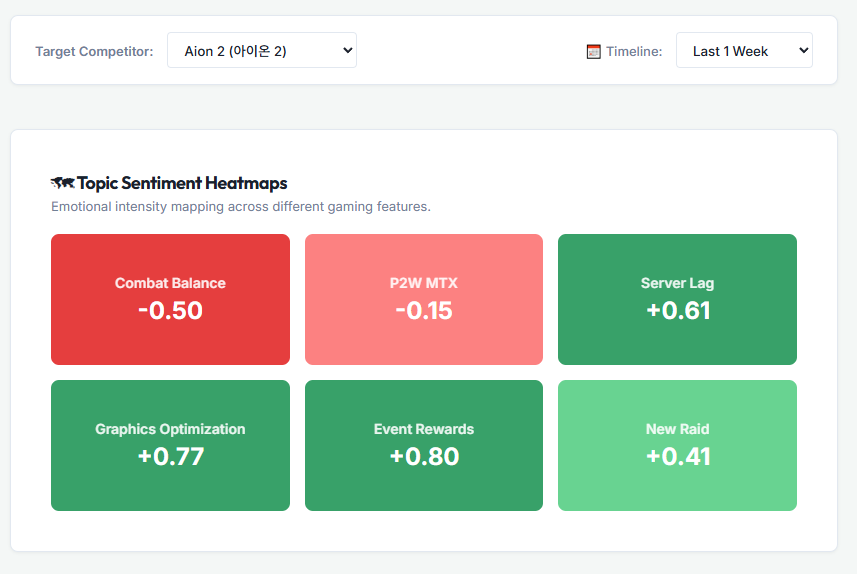 Target Competitor: Aion 2 (아이온 2) Timeline: Last 1 Week
Topic Sentiment Heatmaps
Emotional intensity mapping across different gaming features.
Combat Balance
-0.50
P2W MTX
-0.15
Server Lag
+0.61
Graphics Optimization
+0.77
Event Rewards
+0.80
New Raid
+0.41